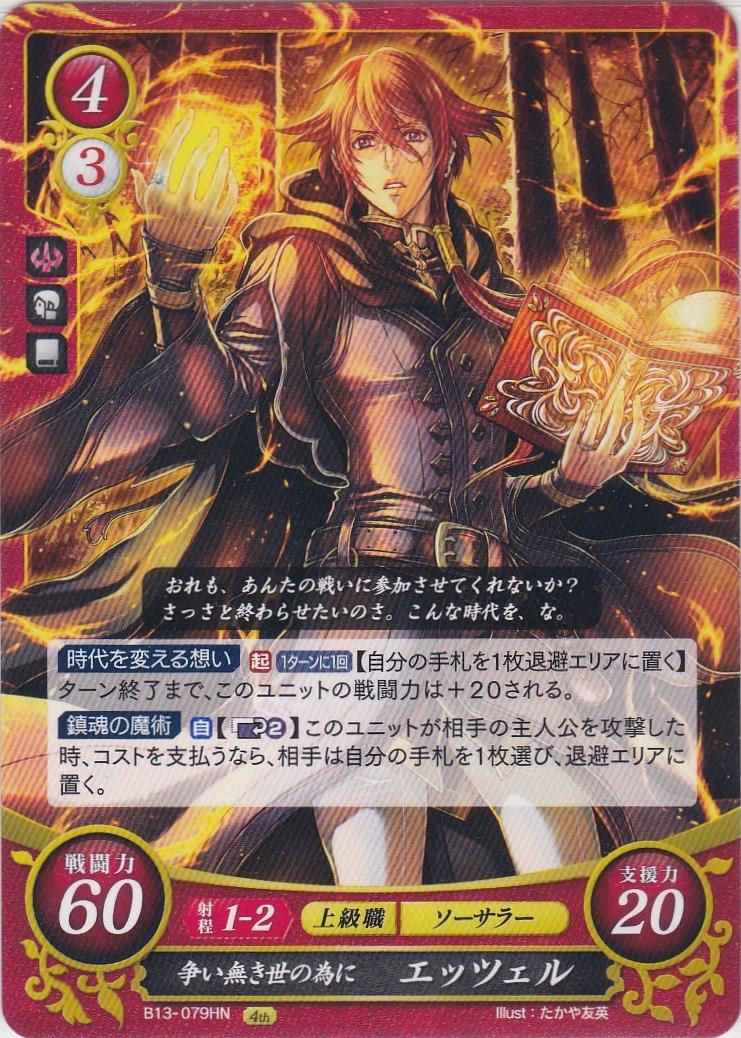 4
3
おれも、あんたの戦いに参加させてくれないか?
さっさと終わらせたいのさ。こんな時代を、な。
時代を変える想い 起 1ターンに1回【自分の手札を1枚退避エリアに置く】
ターン終了まで、このユニットの戦闘力は+20される。
鎮魂の魔術 自【2】このユニットが相手の主人公を攻撃した
時、コストを支払うなら、相手は自分の手札を1枚選び、退避エリアに
置く。
戦闘力
60
射程 1-2 上級職 ソーサラー
支援力
20
争い無き世の為に エッツェル
B13-079HN 4th Illust:たかや友英